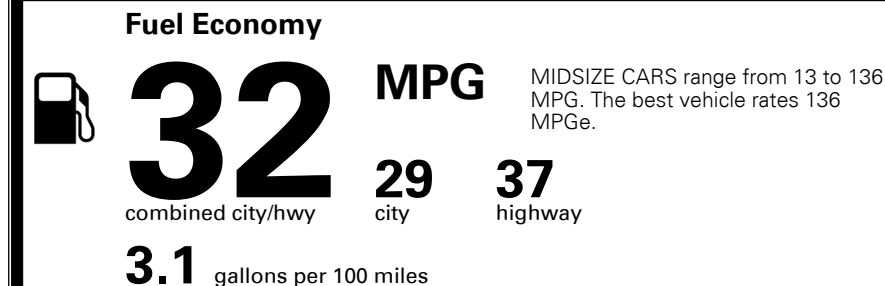 Fuel Economy
32 MPG
MIDSIZE CARS range from 13 to 136
MPG. The best vehicle rates 136
MPGe.
combined city/hwy
29
city
37
highway
3.1 gallons per 100 miles